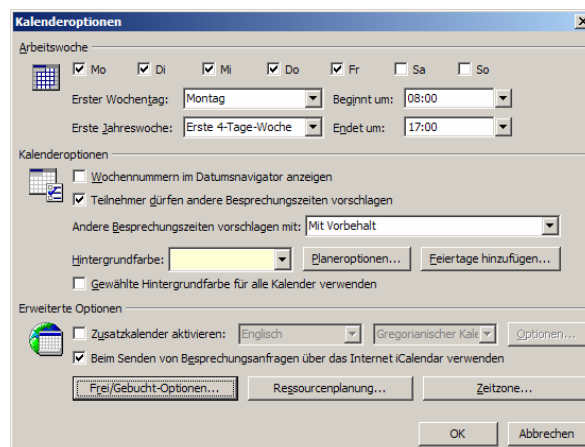 Kalenderoptionen
Arbeitswoche
Mo Di Mi Do Fr Sa So
Erster Wochentag: Montag Beginnt um: 08:00
Erste Jahreswoche: Erste 4-Tage-Woche Endet um: 17:00
Kalenderoptionen
Wochennummern im Datumsnavigator anzeigen
Teilnehmer dürfen andere Besprechungszeiten vorschlagen
Andere Besprechungszeiten vorschlagen mit: Mit Vorbehalt
Hintergrundfarbe: Planeroptionen... Feiertage hinzufügen...
Gewählte Hintergrundfarbe für alle Kalender verwenden
Erweiterte Optionen
Zusatzkalender aktivieren: Englisch Gregorianischer Kale Optionen...
Beim Senden von Besprechungsanfragen über das Internet iCalendar verwenden
Frei/Gebucht-Optionen... Ressourcenplanung... Zeitzone...
OK Abbrechen